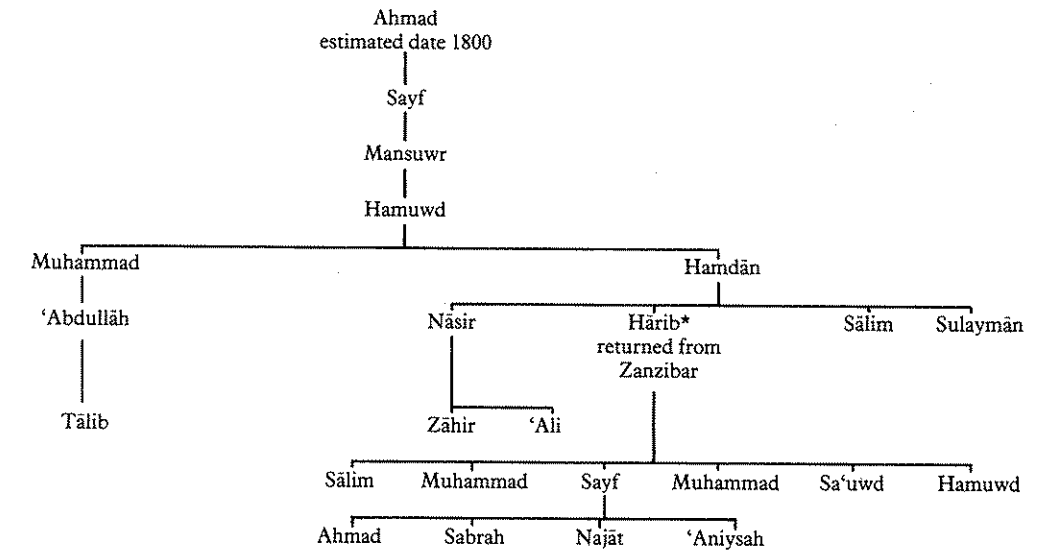 Ahmad
estimated date 1800
Sayf
Mansuwr
Hamuwd
Muhammad Hamdān
‘Abdullāh Nāsir Hārib* Sālim Sulaymān
returned from
Zanzibar
Tālib Zāhir ‘Ali
Sālim Muhammad Sayf Muhammad Sa‘uwd Hamuwd
Ahmad Sabrah Najāt ‘Aniysah